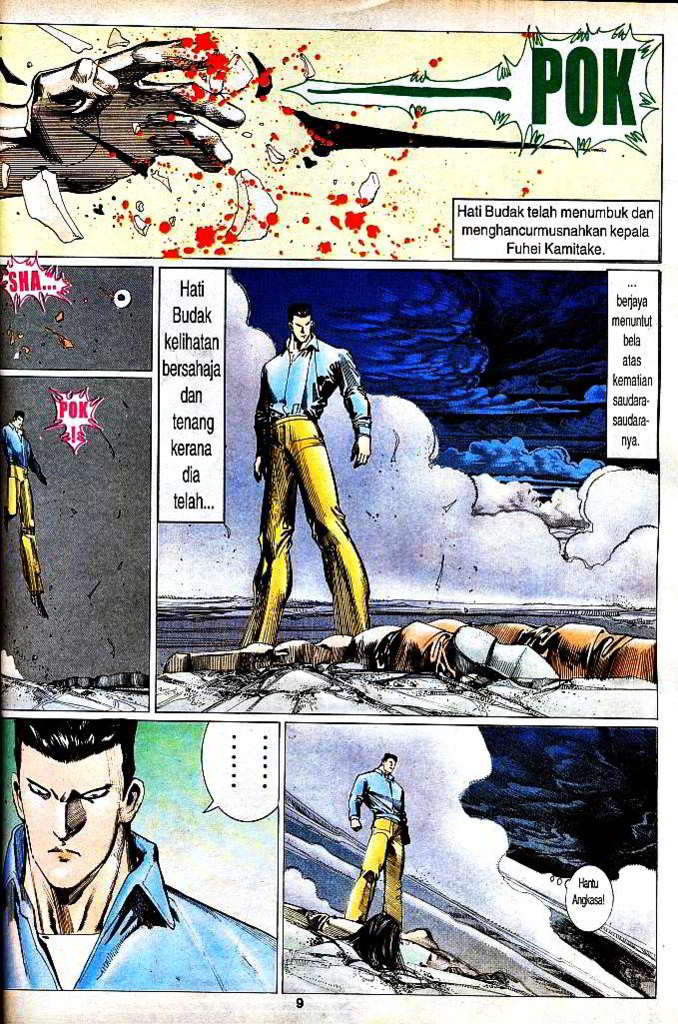 POK
Hati Budak telah menumbuk dan
menghancurmusnahkan kepala
Fuhei Kamitake.
SHA...
POK
Hati
Budak
kelihatan
bersahaja
dan
tenang
kerana
dia
telah...
...
berjaya
menuntut
bela
atas
kematian
saudara-
saudara-
nya.
Hantu
Angkasa!
9